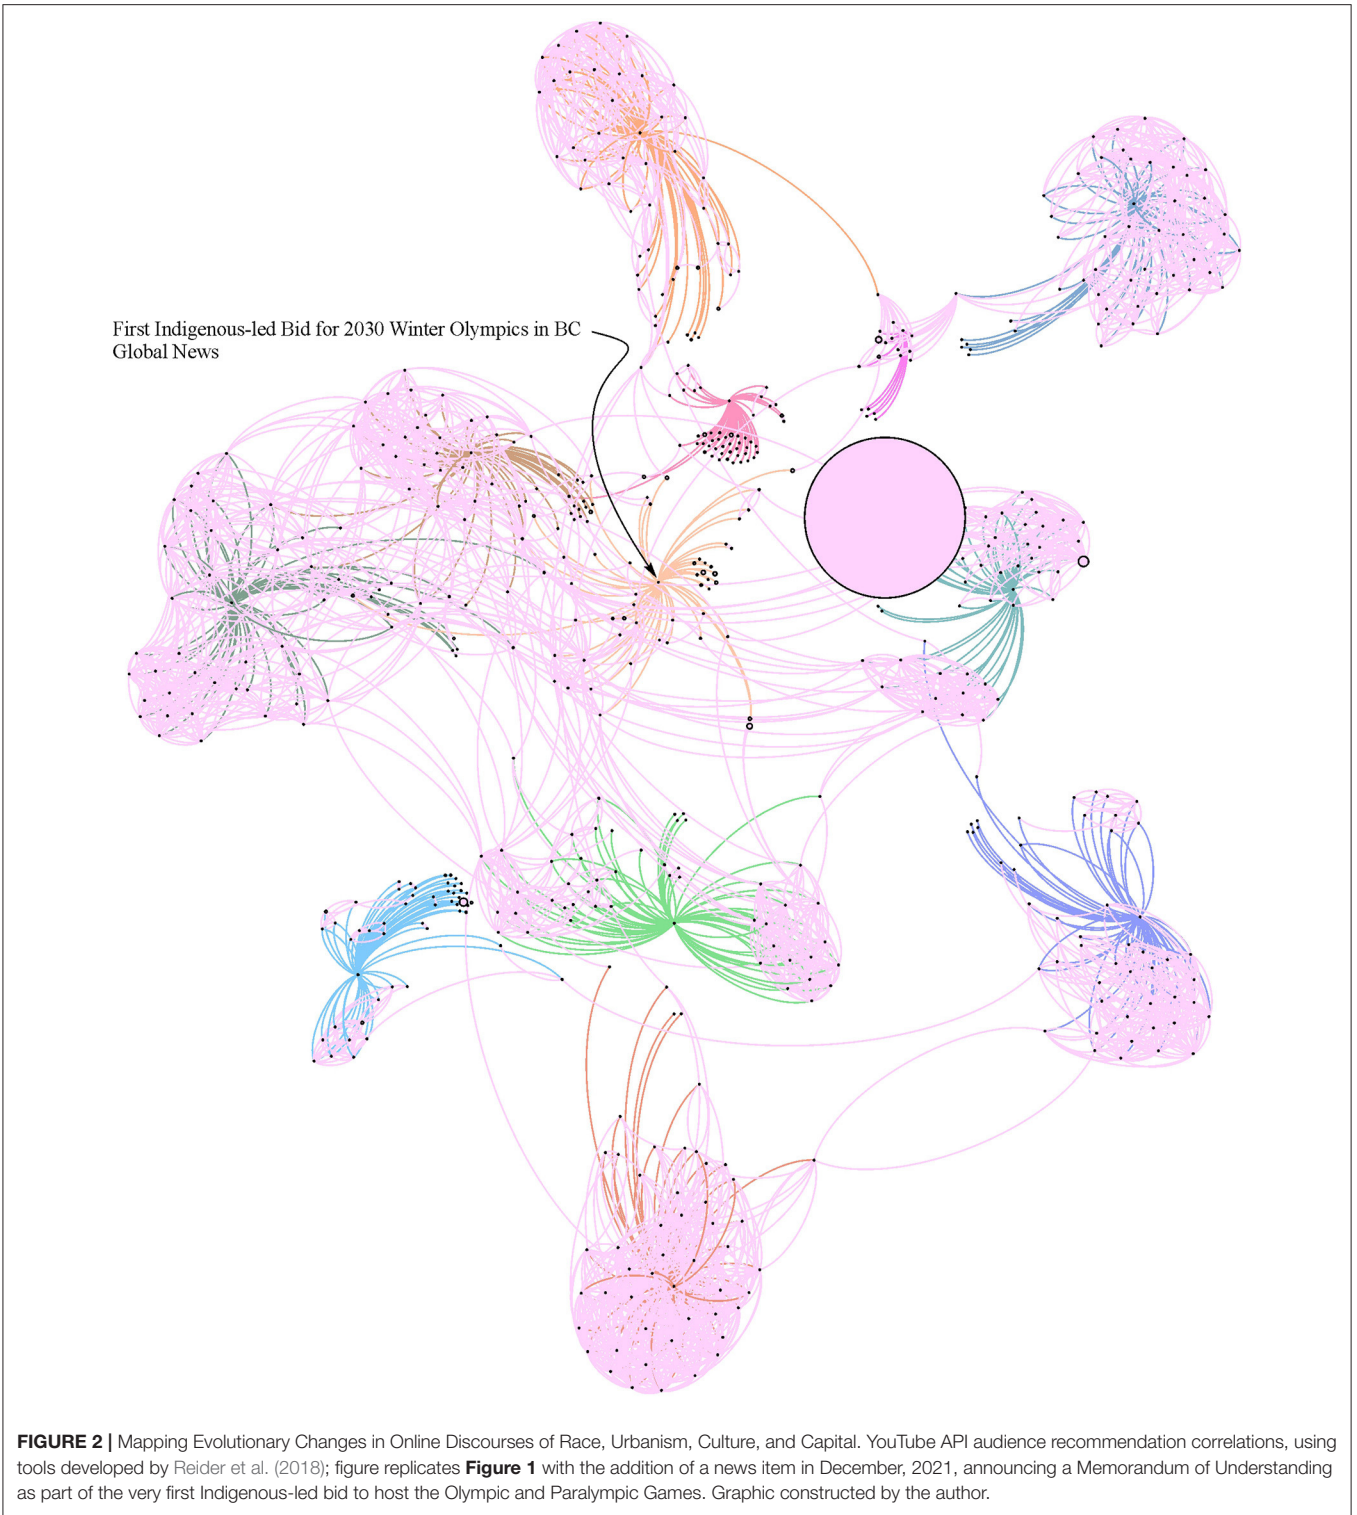 First Indigenous-led Bid for 2030 Winter Olympics in BC
Global News
FIGURE 2 | Mapping Evolutionary Changes in Online Discourses of Race, Urbanism, Culture, and Capital. YouTube API audience recommendation correlations, using
tools developed by Reider et al. (2018); figure replicates Figure 1 with the addition of a news item in December, 2021, announcing a Memorandum of Understanding
as part of the very first Indigenous-led bid to host the Olympic and Paralympic Games. Graphic constructed by the author.